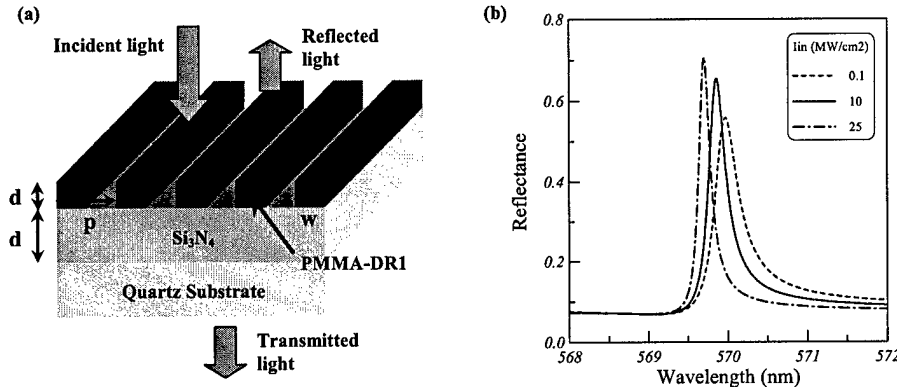 (a)
Incident light
Reflected
light
d
d
p
w
Si₃N₄
PMMA-DR1
Quartz Substrate
Transmitted
light
(b)
Iin (MW/cm2)
0.1
10
25
Reflectance
0.8
0.6
0.4
0.2
0.0
568
569
570
571
572
Wavelength (nm)